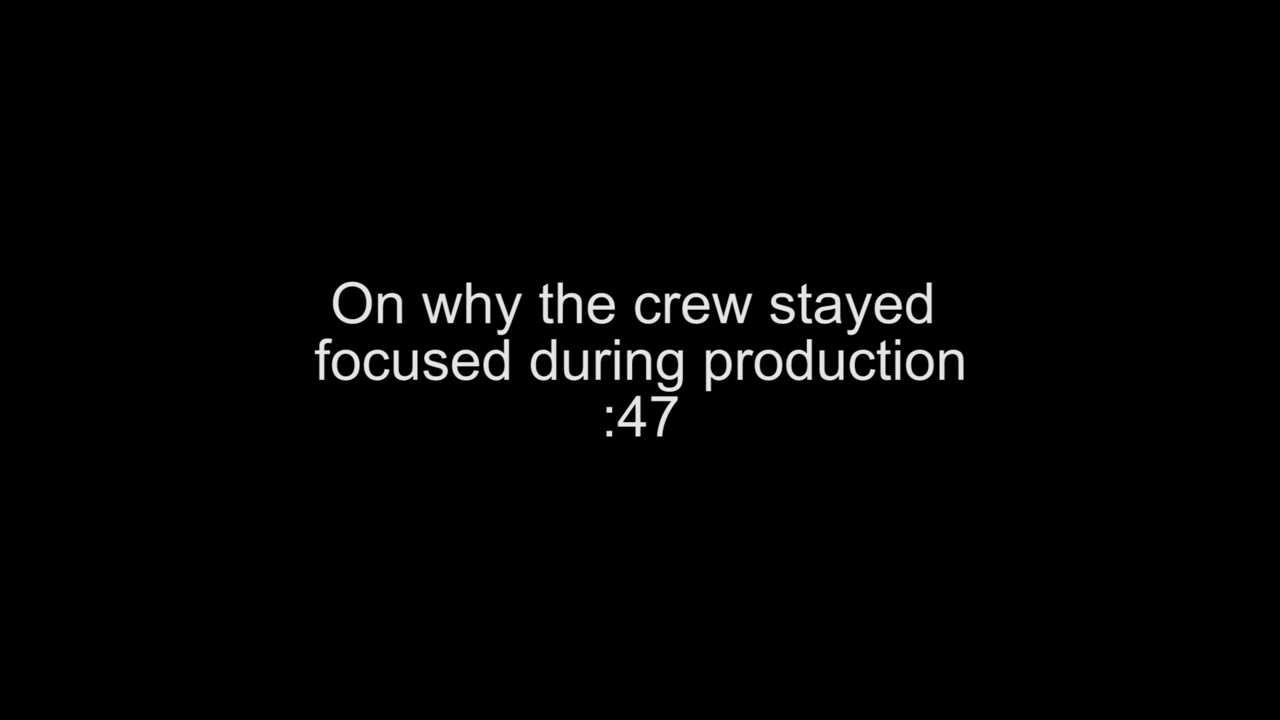 On why the crew stayed
focused during production
:47